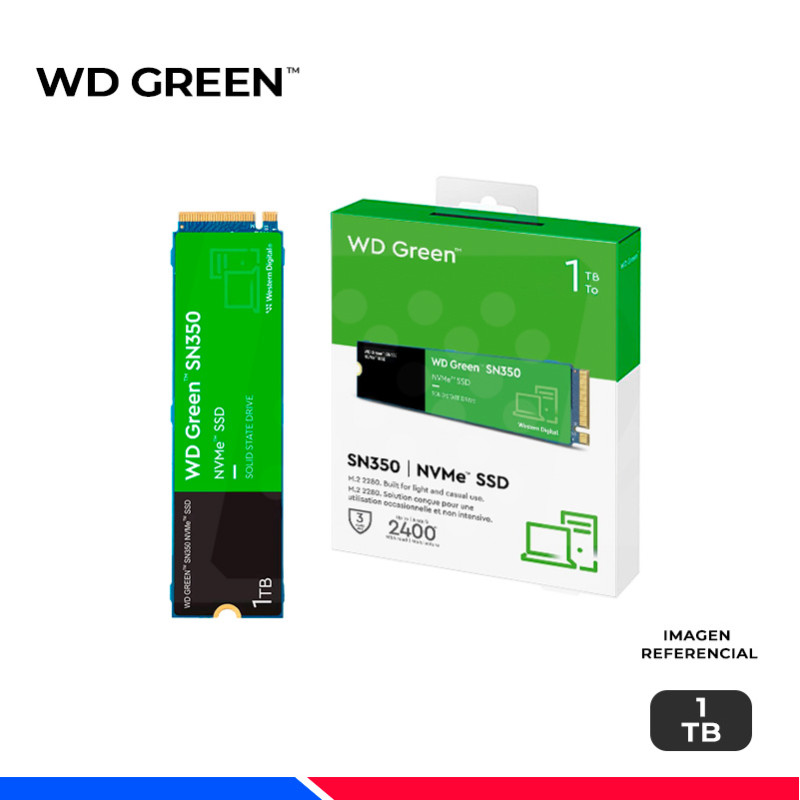 WD GREEN™
WD Green™ SN350
NVMe™ SSD
SOLID STATE DRIVE
Western Digital
WD GREEN™ SN350 NVMe™ SSD
1TB
WD Green™
1 TB
To
WD Green™
WD Green™ SN350
NVMe™ SSD
Western Digital
SN350 | NVMe™ SSD
M.2 2280. Built for light and casual use.
M.2 2280. Solution conçue pour une
utilisation occasionnelle et non intensive.
3
2400
IMAGEN
REFERENCIAL
1
TB